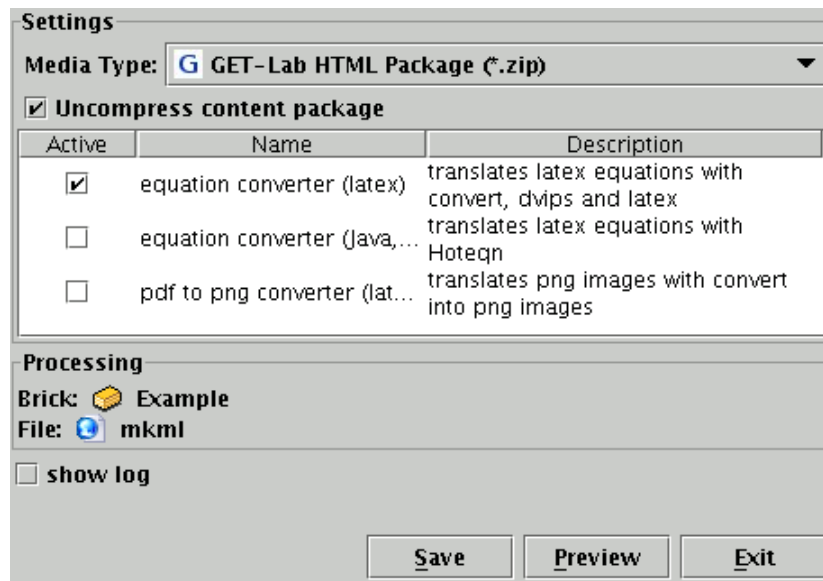 Settings
Media Type: G GET-Lab HTML Package (*.zip)
Uncompress content package
Active Name Description
equation converter (latex) translates latex equations with
convert, dvips and latex
equation converter (Java,... translates latex equations with
Hoteqn
pdf to png converter (lat... translates png images with convert
into png images
Processing
Brick: Example
File: mkml
show log
Save Preview Exit